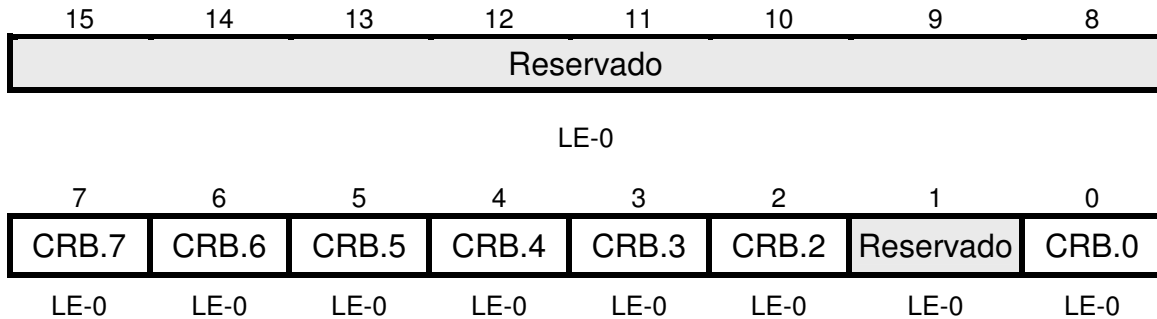 15 14 13 12 11 10 9 8
Reservado
LE-0
7 6 5 4 3 2 1 0
CRB.7 CRB.6 CRB.5 CRB.4 CRB.3 CRB.2 Reservado CRB.0
LE-0 LE-0 LE-0 LE-0 LE-0 LE-0 LE-0 LE-0